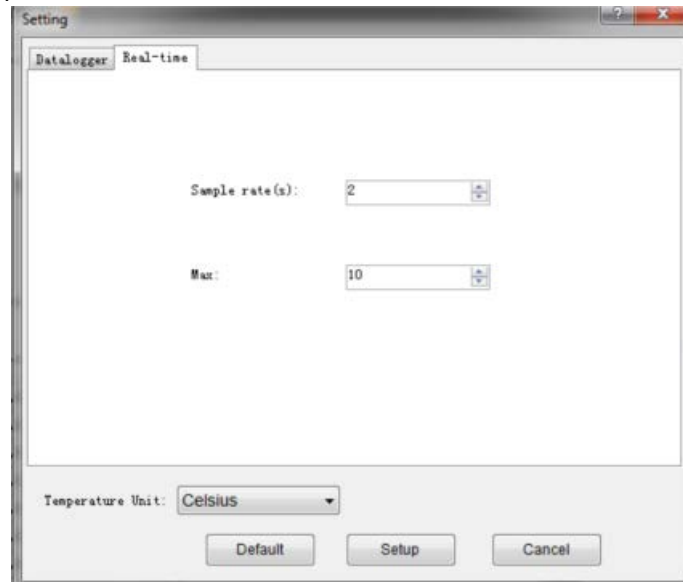 Setting
Datalogger Real-time
Sample rate(s): 2
Max: 10
Temperature Unit: Celsius
Default Setup Cancel